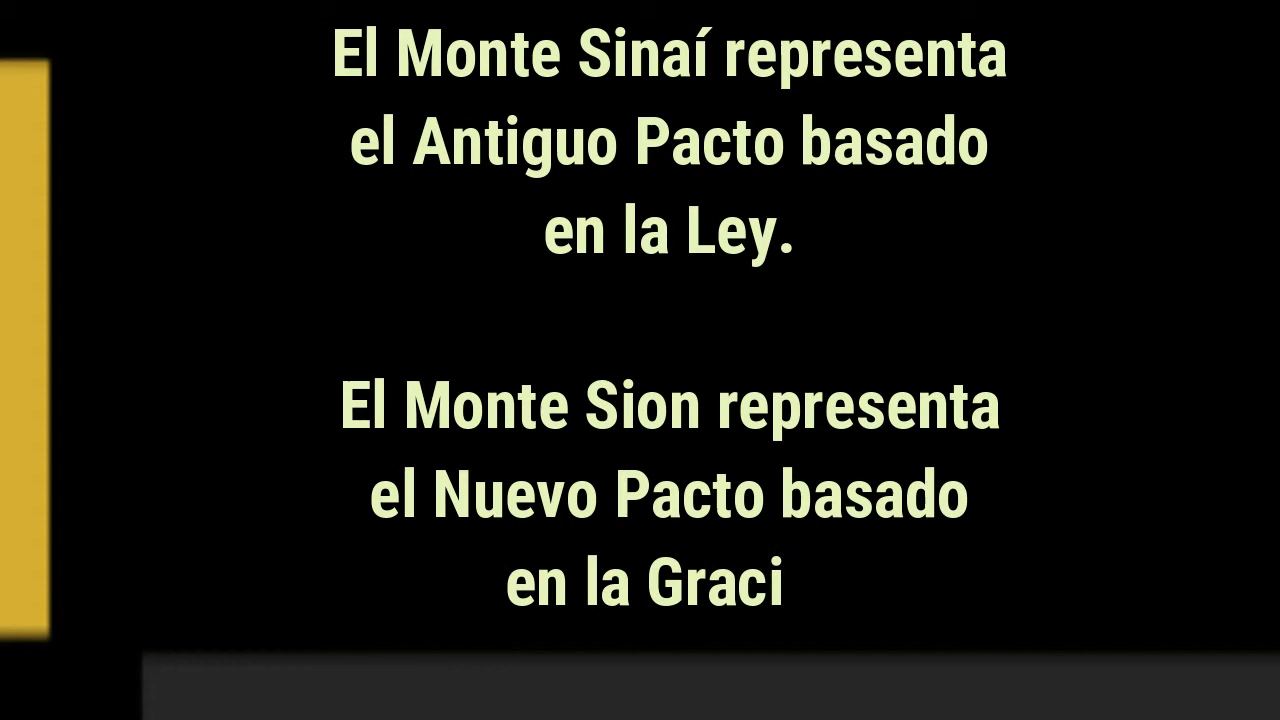 El Monte Sinaí representa
el Antiguo Pacto basado
en la Ley.
El Monte Sion representa
el Nuevo Pacto basado
en la Graci